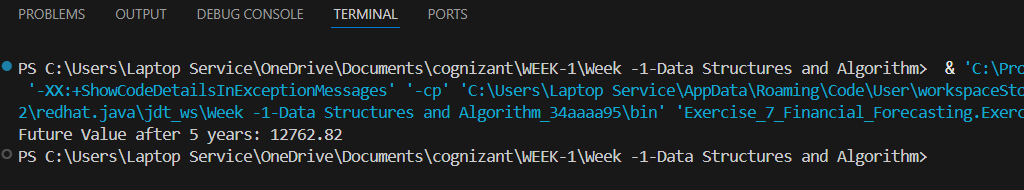 PROBLEMS OUTPUT DEBUG CONSOLE TERMINAL PORTS
PS C:\Users\Laptop Service\OneDrive\Documents\cognizant\WEEK-1\Week -1-Data Structures and Algorithm>  & 'C:\Pro
 '-XX:+ShowCodeDetailsInExceptionMessages' '-cp' 'C:\Users\Laptop Service\AppData\Roaming\Code\User\workspaceSto
2\redhat.java\jdt_ws\Week -1-Data Structures and Algorithm_34aaaa95\bin' 'Exercise_7_Financial_Forecasting.Exerc
Future Value after 5 years: 12762.82
PS C:\Users\Laptop Service\OneDrive\Documents\cognizant\WEEK-1\Week -1-Data Structures and Algorithm>